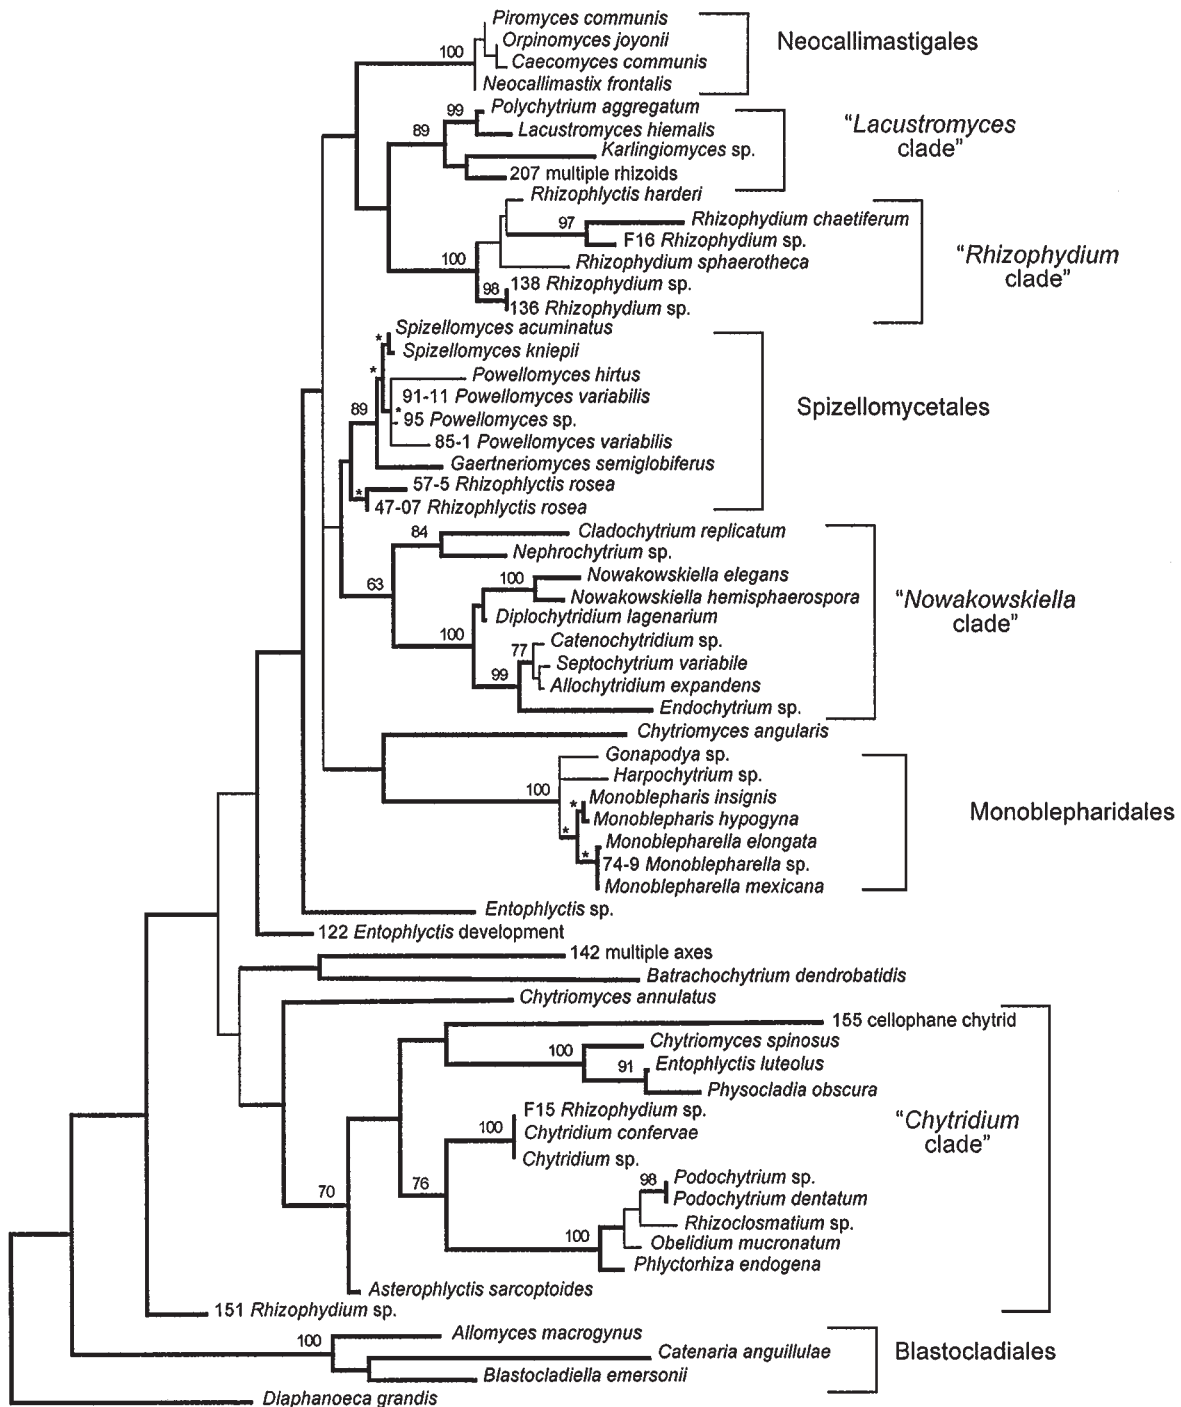 Piromyces communis
Orpinomyces joyonii
Caecomyces communis
Neocallimastix frontalis
100
Neocallimastigales
Polychytrium aggregatum
99
Lacustromyces hiemalis
89
Karlingiomyces sp.
207 multiple rhizoids
“Lacustromyces
clade”
Rhizophlyctis harderi
Rhizophydium chaetiferum
97
F16 Rhizophydium sp.
Rhizophydium sphaerotheca
100
138 Rhizophydium sp.
98
136 Rhizophydium sp.
“Rhizophydium
clade”
Spizellomyces acuminatus
*
Spizellomyces kniepii
*
Powellomyces hirtus
91-11 Powellomyces variabilis
*
95 Powellomyces sp.
89
85-1 Powellomyces variabilis
Gaertneriomyces semiglobiferus
57-5 Rhizophlyctis rosea
*
47-07 Rhizophlyctis rosea
Spizellomycetales
Cladochytrium replicatum
84
Nephrochytrium sp.
63
Nowakowskiella elegans
100
Nowakowskiella hemisphaerospora
Diplochytridium lagenarium
100
Catenochytridium sp.
77
Septochytrium variabile
Allochytridium expandens
99
Endochytrium sp.
“Nowakowskiella
clade”
Chytriomyces angularis
Gonapodya sp.
Harpochytrium sp.
100
Monoblepharis insignis
*
Monoblepharis hypogyna
*
Monoblepharella elongata
*
74-9 Monoblepharella sp.
Monoblepharella mexicana
Monoblepharidales
Entophlyctis sp.
122 Entophlyctis development
142 multiple axes
Batrachochytrium dendrobatidis
Chytriomyces annulatus
155 cellophane chytrid
Chytriomyces spinosus
100
Entophlyctis luteolus
91
Physocladia obscura
F15 Rhizophydium sp.
100
Chytridium confervae
Chytridium sp.
70
76
Podochytrium sp.
98
Podochytrium dentatum
Rhizoclosmatium sp.
100
Obelidium mucronatum
Phlyctorhiza endogena
Asterophlyctis sarcoptoides
“Chytridium
clade”
151 Rhizophydium sp.
Allomyces macrogynus
100
Catenaria anguillulae
Blastocladiella emersonii
Blastocladiales
Diaphanoeca grandis